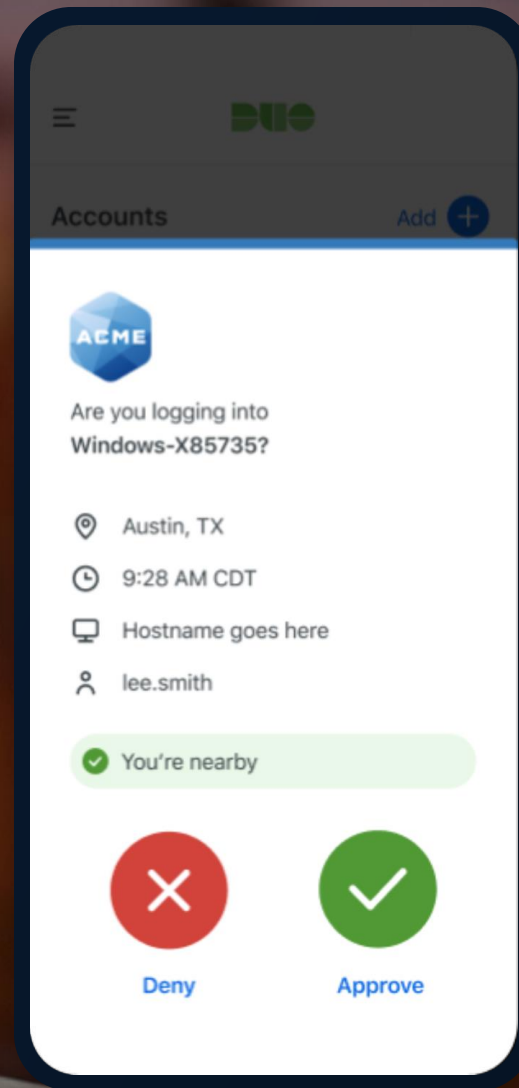 DUO
Accounts
Add
ACME
Are you logging into
Windows-X85735?
Austin, TX
9:28 AM CDT
Hostname goes here
lee.smith
You're nearby
Deny
Approve